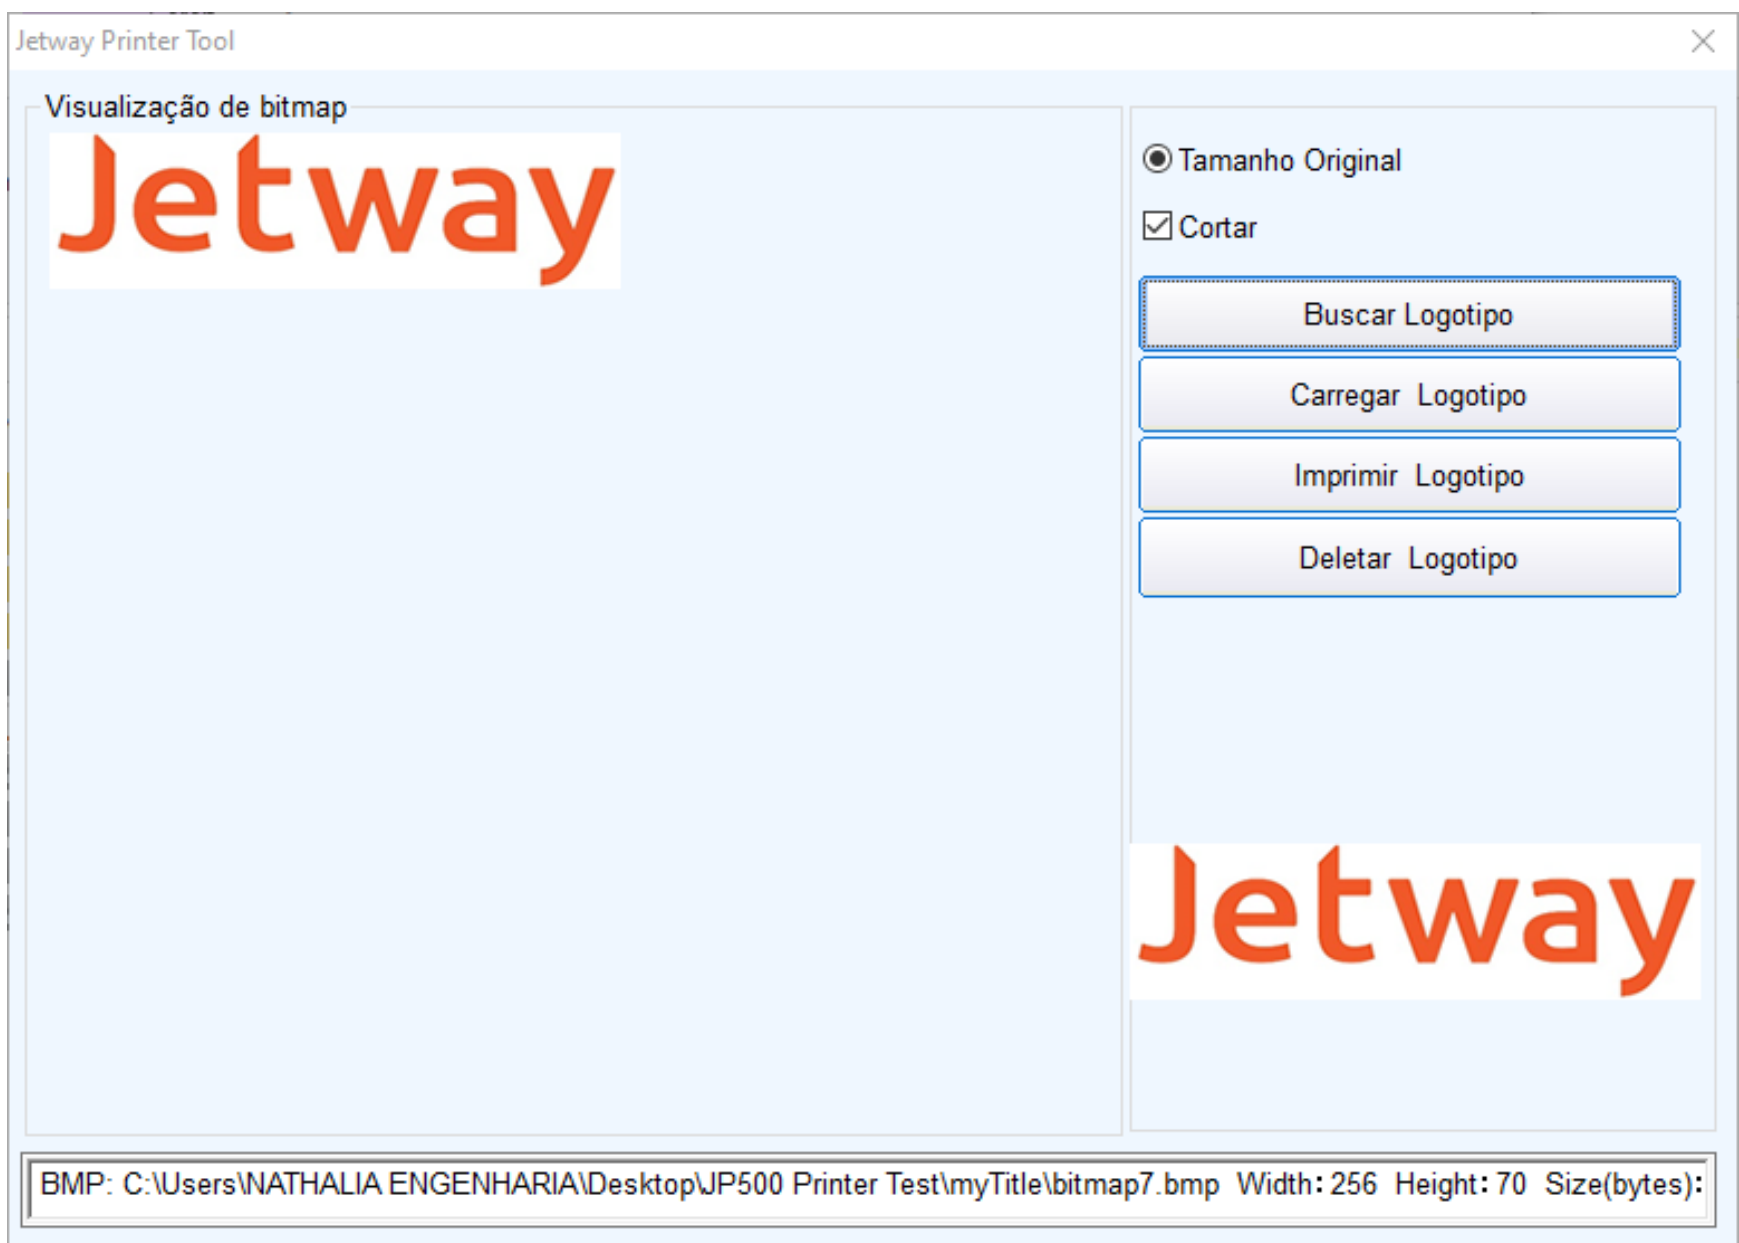 Jetway Printer Tool
Visualização de bitmap
Jetway
Tamanho Original
Cortar
Buscar Logotipo
Carregar Logotipo
Imprimir Logotipo
Deletar Logotipo
Jetway
BMP: C:\Users\NATHALIA ENGENHARIA\Desktop\JP500 Printer Test\myTitle\bitmap7.bmp Width: 256 Height: 70 Size(bytes):